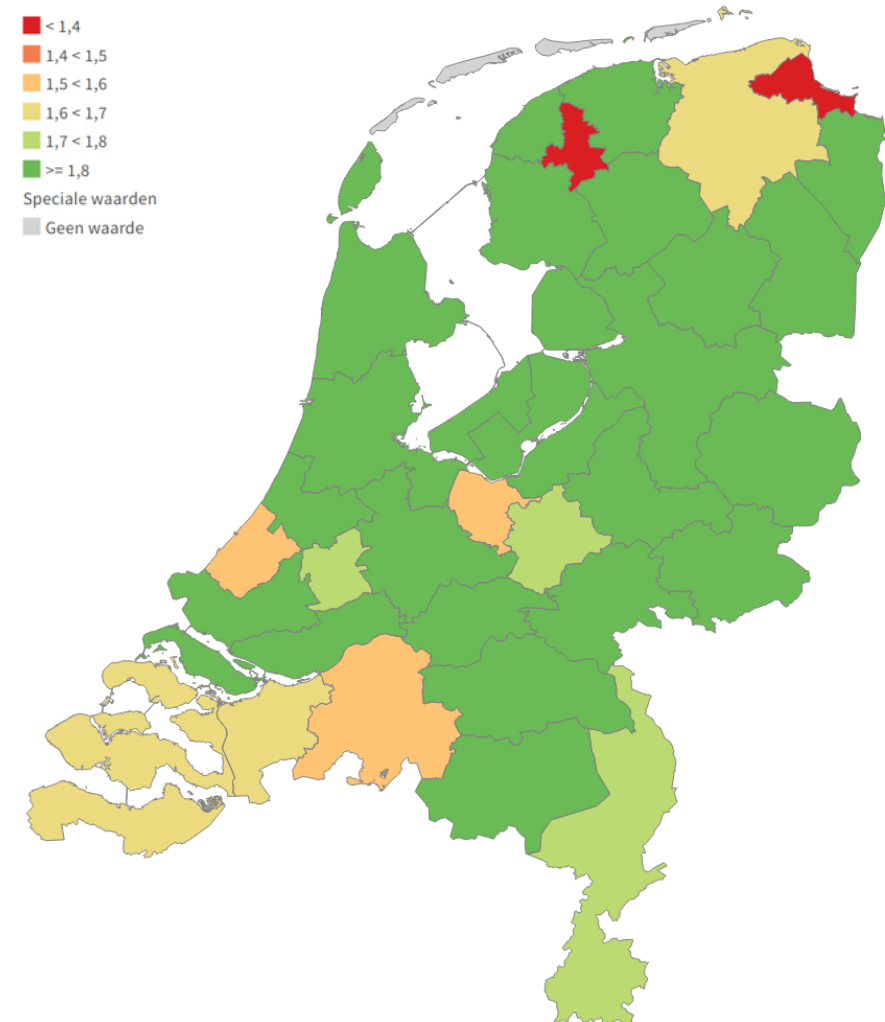 < 1,4
1,4 < 1,5
1,5 < 1,6
1,6 < 1,7
1,7 < 1,8
>= 1,8
Speciale waarden
Geen waarde